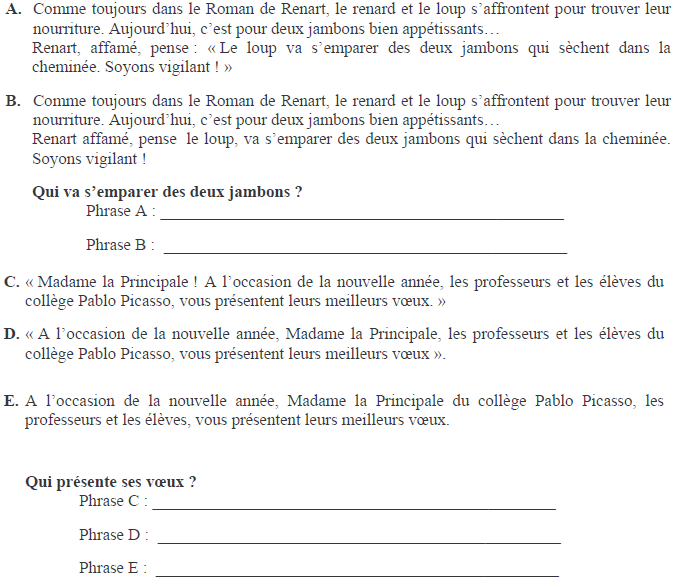 A. Comme toujours dans le Roman de Renart, le renard et le loup s'affrontent pour trouver leur
nourriture. Aujourd'hui, c'est pour deux jambons bien appétissants…
Renart, affamé, pense : « Le loup va s'emparer des deux jambons qui sèchent dans la
cheminée. Soyons vigilant ! »
B. Comme toujours dans le Roman de Renart, le renard et le loup s'affrontent pour trouver leur
nourriture. Aujourd'hui, c'est pour deux jambons bien appétissants…
Renart affamé, pense le loup, va s'emparer des deux jambons qui sèchent dans la cheminée.
Soyons vigilant !
Qui va s'emparer des deux jambons ?
Phrase A : ________________________________________________
Phrase B : ________________________________________________
C. « Madame la Principale ! A l'occasion de la nouvelle année, les professeurs et les élèves du
collège Pablo Picasso, vous présentent leurs meilleurs vœux. »
D. « A l'occasion de la nouvelle année, Madame la Principale, les professeurs et les élèves du
collège Pablo Picasso, vous présentent leurs meilleurs vœux ».
E. A l'occasion de la nouvelle année, Madame la Principale du collège Pablo Picasso, les
professeurs et les élèves, vous présentent leurs meilleurs vœux.
Qui présente ses vœux ?
Phrase C : ________________________________________________
Phrase D : ________________________________________________
Phrase E : ________________________________________________